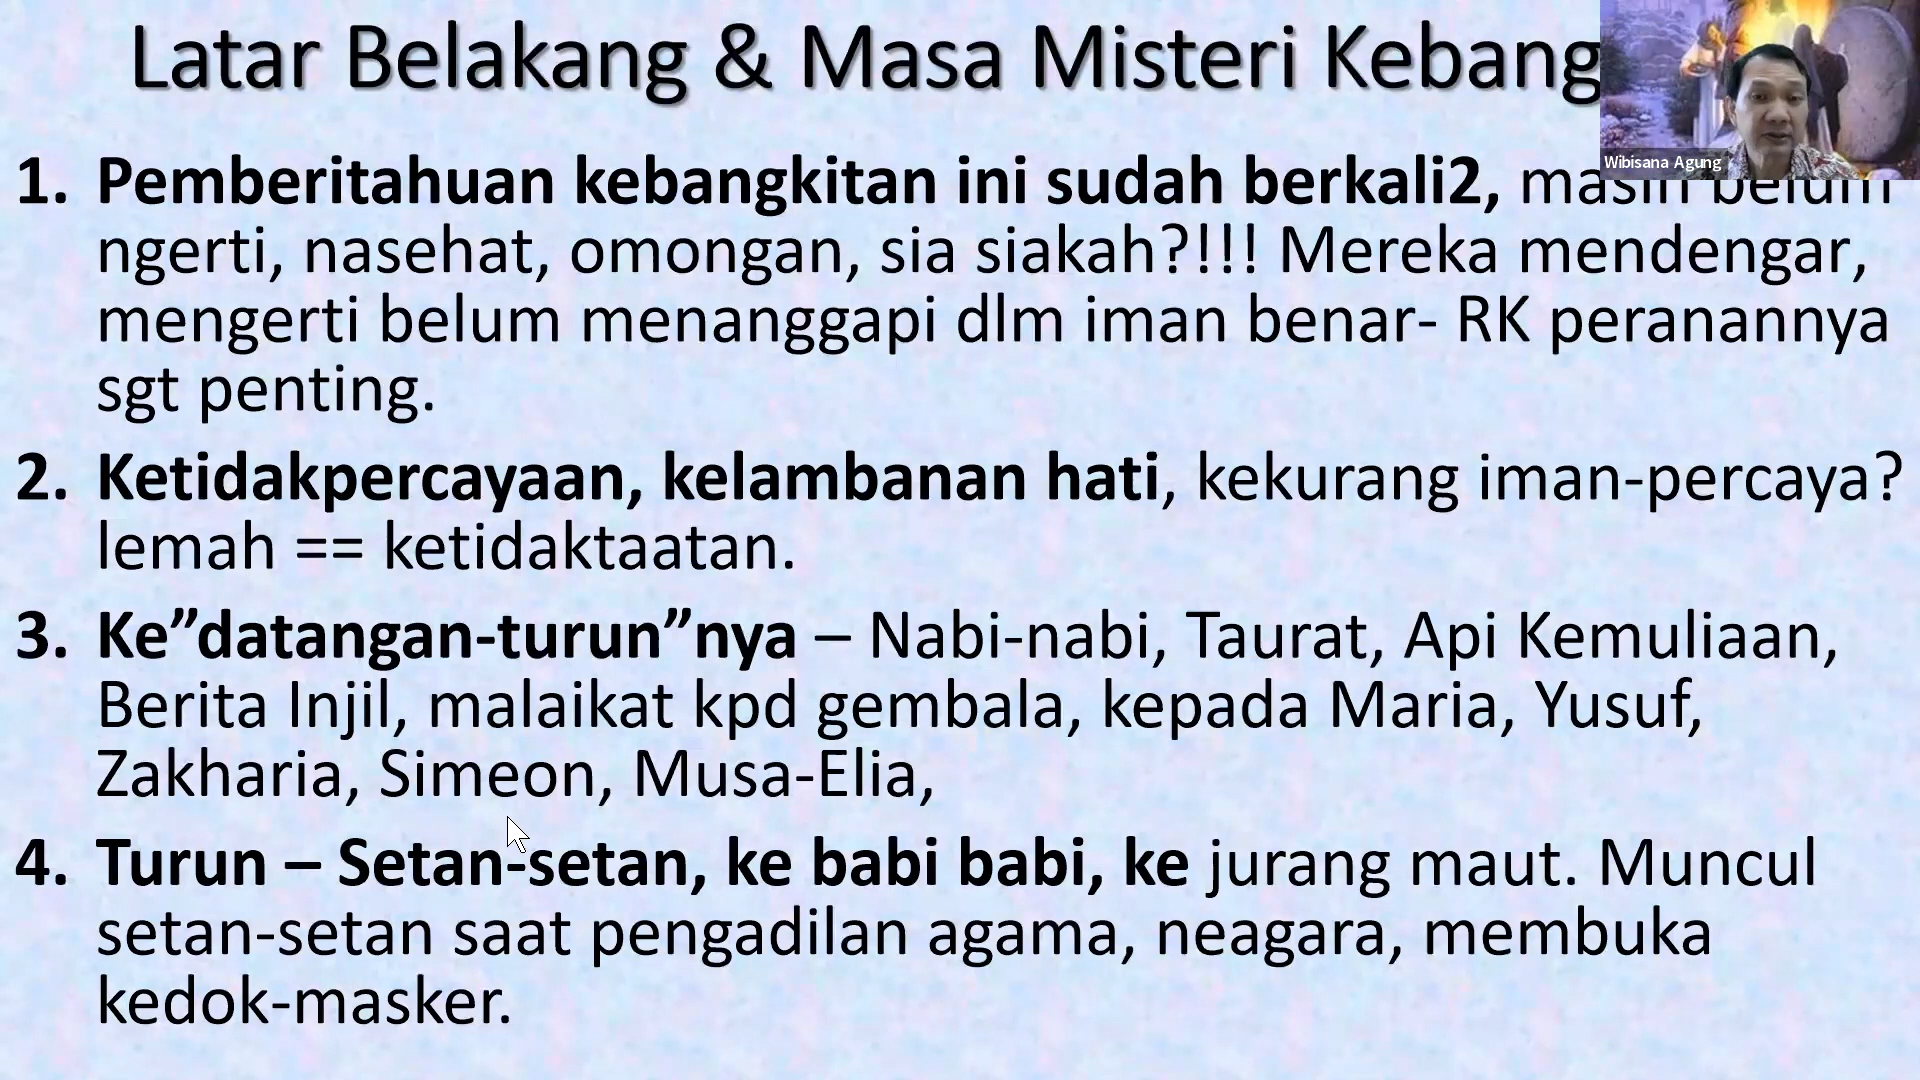 Latar Belakang & Masa Misteri Kebang
Wibisana Agung
1. Pemberitahuan kebangkitan ini sudah berkali2, masih belum
ngerti, nasehat, omongan, sia siakah?!!! Mereka mendengar,
mengerti belum menanggapi dlm iman benar- RK peranannya
sgt penting.
2. Ketidakpercayaan, kelambanan hati, kekurang iman-percaya?
lemah == ketidaktaatan.
3. Ke”datangan-turun”nya – Nabi-nabi, Taurat, Api Kemuliaan,
Berita Injil, malaikat kpd gembala, kepada Maria, Yusuf,
Zakharia, Simeon, Musa-Elia,
4. Turun – Setan-setan, ke babi babi, ke jurang maut. Muncul
setan-setan saat pengadilan agama, neagara, membuka
kedok-masker.